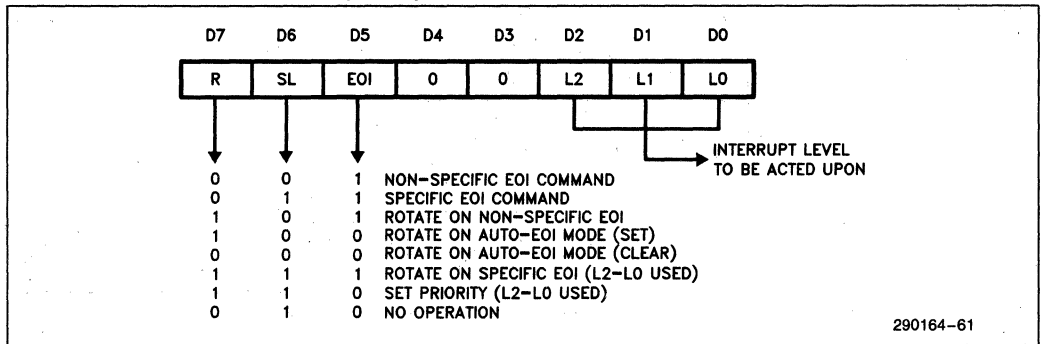 D7 D6 D5 D4 D3 D2 D1 D0
R SL EOI 0 0 L2 L1 L0
INTERRUPT LEVEL
TO BE ACTED UPON
0 0 1 NON-SPECIFIC EOI COMMAND
0 1 1 SPECIFIC EOI COMMAND
1 0 1 ROTATE ON NON-SPECIFIC EOI
1 0 0 ROTATE ON AUTO-EOI MODE (SET)
0 0 0 ROTATE ON AUTO-EOI MODE (CLEAR)
1 1 1 ROTATE ON SPECIFIC EOI (L2-L0 USED)
1 1 0 SET PRIORITY (L2-L0 USED)
0 1 0 NO OPERATION
290164-61